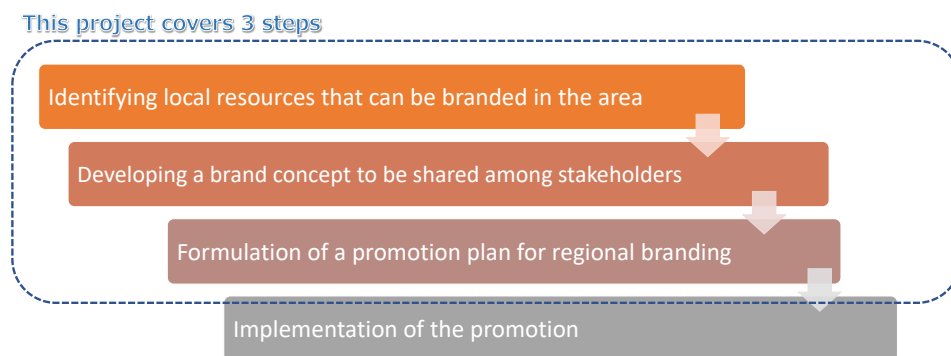 This project covers 3 steps
Identifying local resources that can be branded in the area
Developing a brand concept to be shared among stakeholders
Formulation of a promotion plan for regional branding
Implementation of the promotion